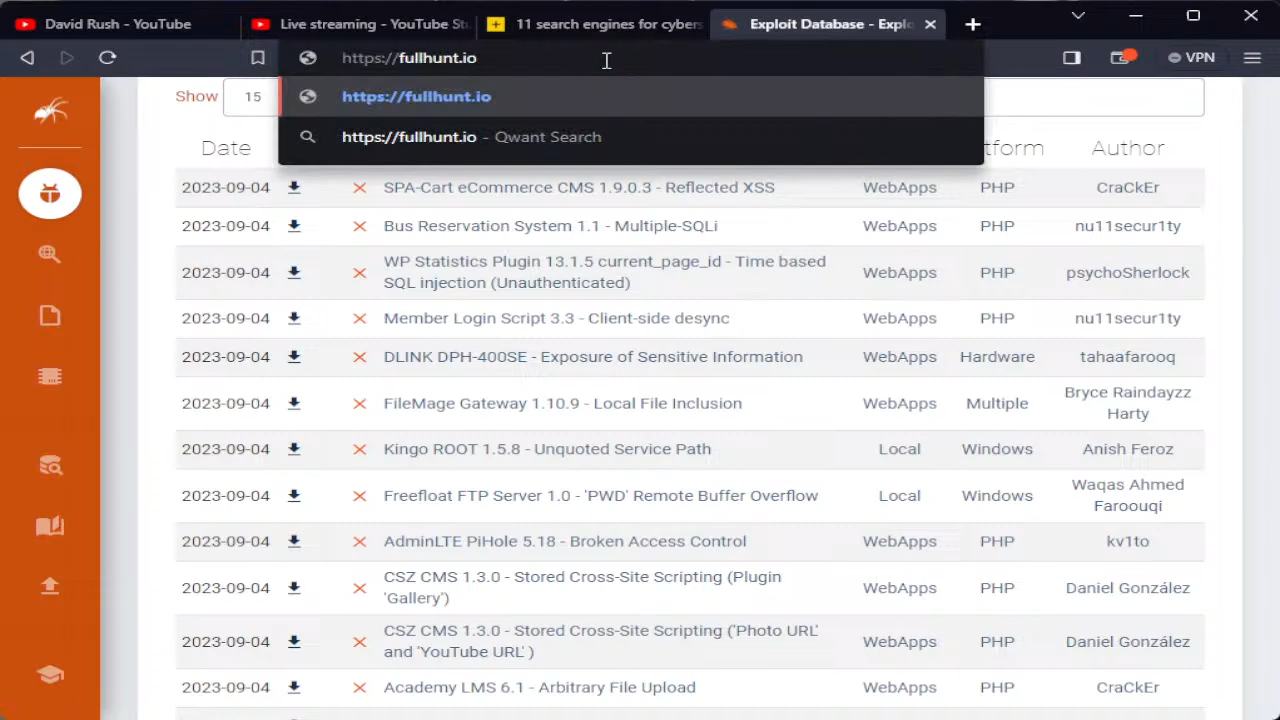 David Rush - YouTube
Live streaming - YouTube St
11 search engines for cybers
Exploit Database - Explo
https://fullhunt.io
VPN
https://fullhunt.io
https://fullhunt.io - Qwant Search
Show 15
Date tform Author
2023-09-04 SPA-Cart eCommerce CMS 1.9.0.3 - Reflected XSS WebApps PHP CraCkEr
2023-09-04 Bus Reservation System 1.1 - Multiple-SQLi WebApps PHP nu11secur1ty
2023-09-04 WP Statistics Plugin 13.1.5 current_page_id - Time based
SQL injection (Unauthenticated) WebApps PHP psychoSherlock
2023-09-04 Member Login Script 3.3 - Client-side desync WebApps PHP nu11secur1ty
2023-09-04 DLINK DPH-400SE - Exposure of Sensitive Information WebApps Hardware tahaafarooq
2023-09-04 FileMage Gateway 1.10.9 - Local File Inclusion WebApps Multiple Bryce Raindayzz
Harty
2023-09-04 Kingo ROOT 1.5.8 - Unquoted Service Path Local Windows Anish Feroz
2023-09-04 Freefloat FTP Server 1.0 - 'PWD' Remote Buffer Overflow Local Windows Waqas Ahmed
Farooqui
2023-09-04 AdminLTE PiHole 5.18 - Broken Access Control WebApps PHP kv1to
2023-09-04 CSZ CMS 1.3.0 - Stored Cross-Site Scripting (Plugin
'Gallery') WebApps PHP Daniel González
2023-09-04 CSZ CMS 1.3.0 - Stored Cross-Site Scripting ('Photo URL'
and 'YouTube URL' ) WebApps PHP Daniel González
2023-09-04 Academy LMS 6.1 - Arbitrary File Upload WebApps PHP CraCkEr